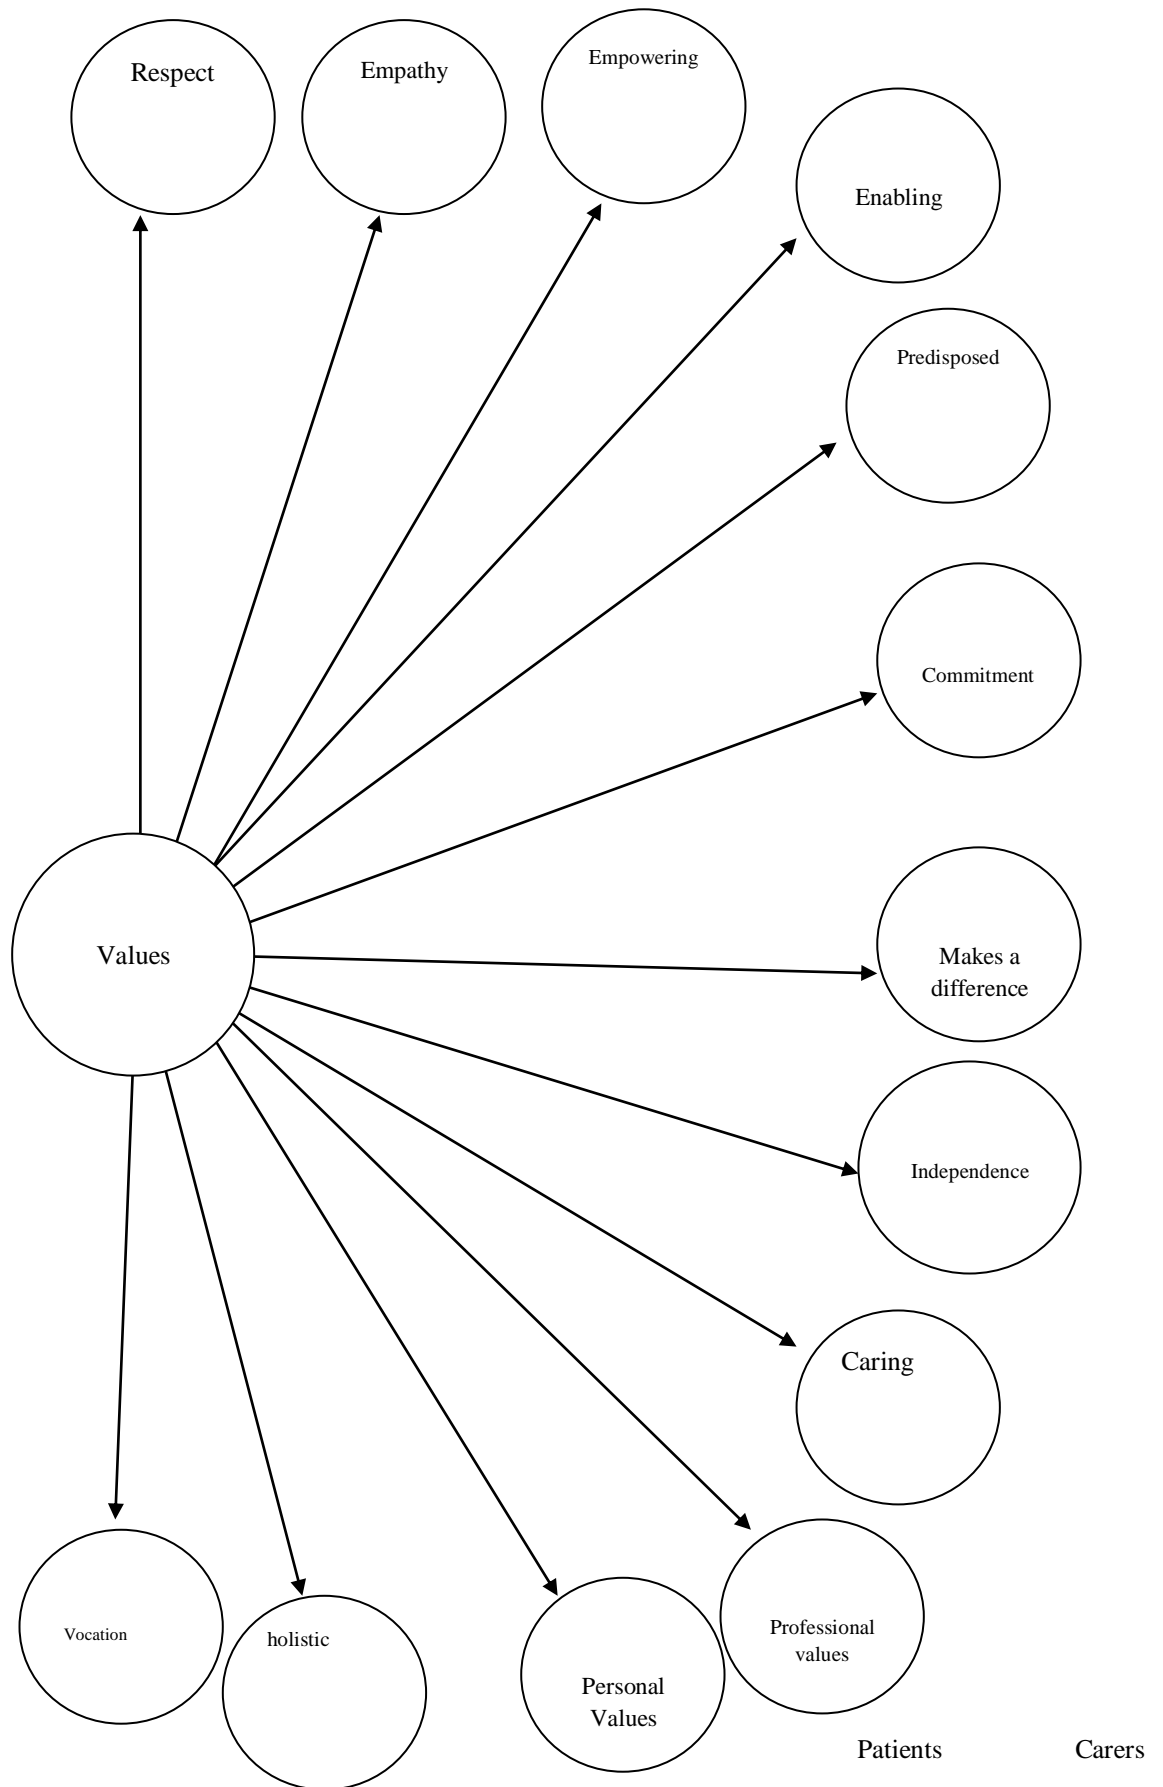 Respect
Empathy
Empowering
Enabling
Predisposed
Commitment
Values
Makes a
difference
Independence
Caring
Vocation
holistic
Personal
Values
Professional
values
Patients
Carers